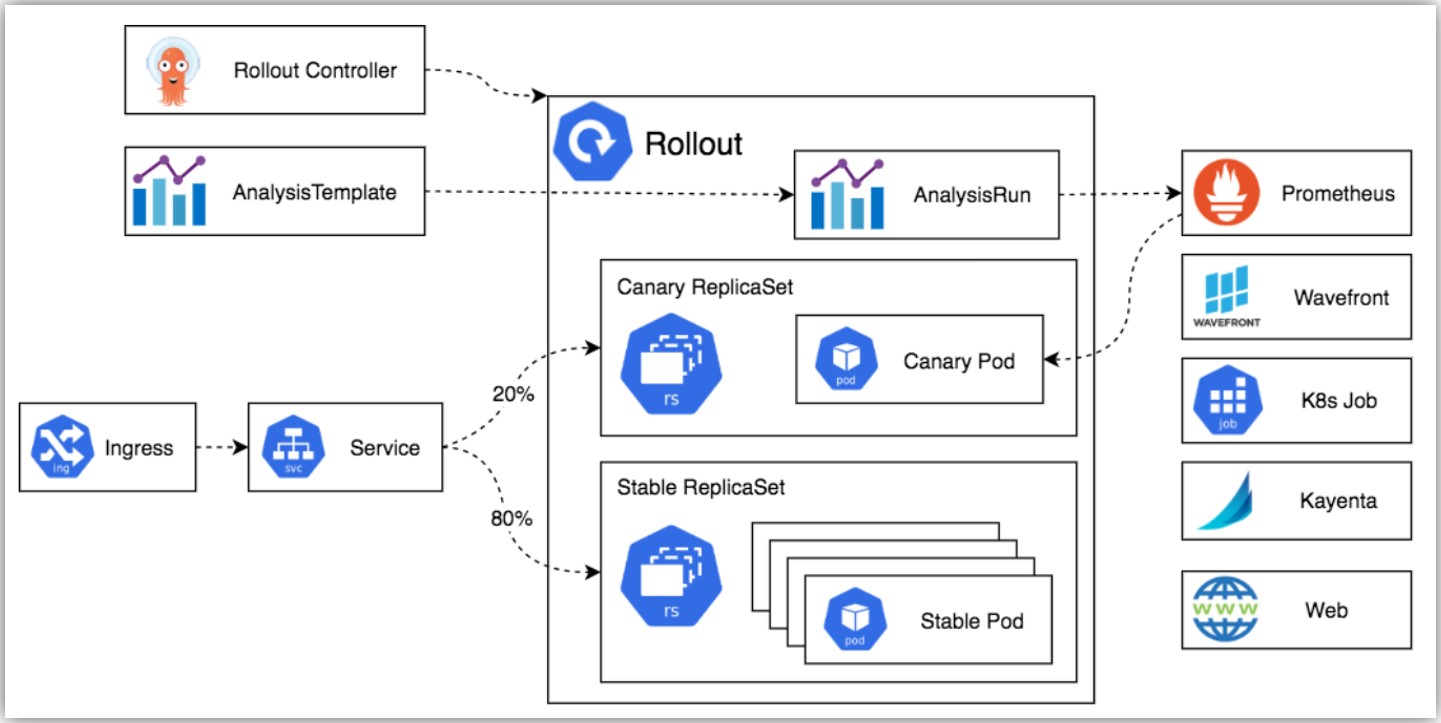 Rollout Controller
AnalysisTemplate
Rollout
AnalysisRun
Prometheus
Canary ReplicaSet
rs
pod
Canary Pod
WAVEFRONT
Wavefront
job
K8s Job
20%
ing
Ingress
svc
Service
80%
Stable ReplicaSet
rs
pod
Stable Pod
Kayenta
WWW
Web